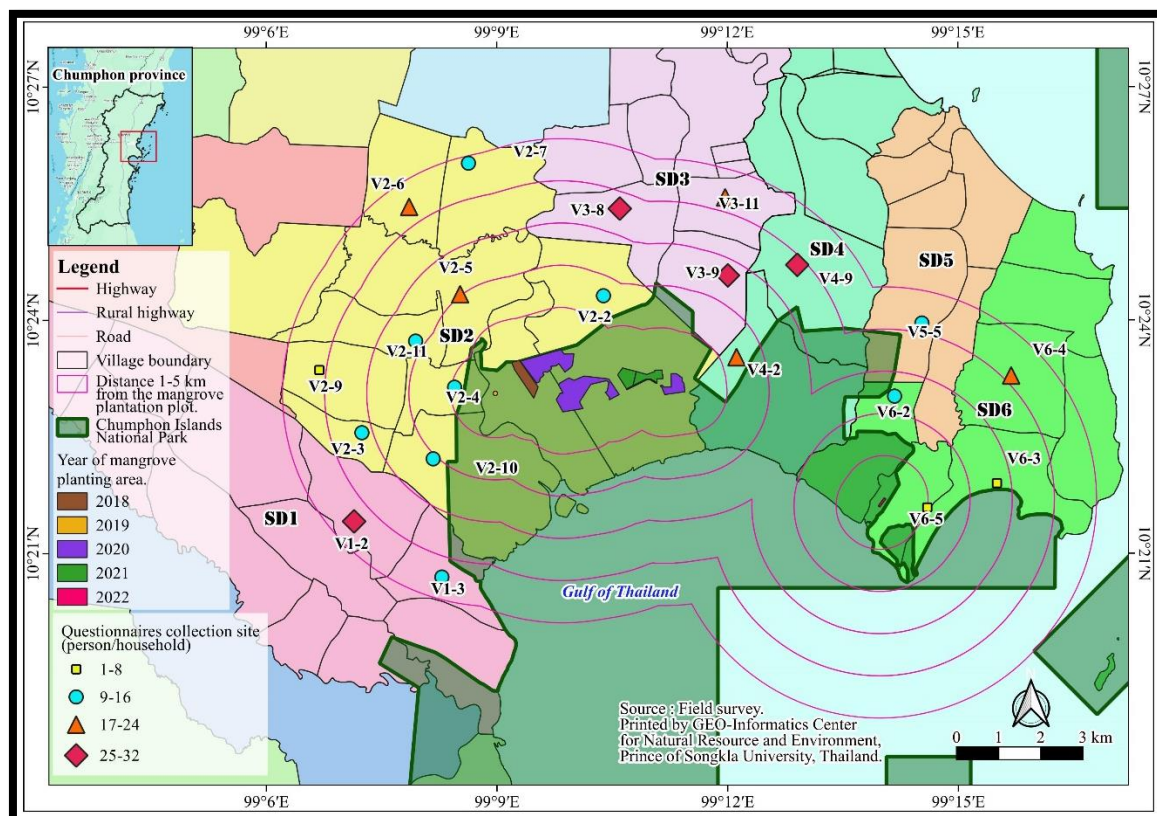 99°6'E
99°9'E
99°12'E
99°15'E
10°27'N
10°27'N
Chumphon province
V2-7
V2-6
SD3
V3-8
V3-11
Legend
Highway
Rural highway
Road
Village boundary
Distance 1-5 km
from the mangrove
plantation plot.
Chumphon Islands
National Park
Year of mangrove
planting area.
2018
2019
2020
2021
2022
V2-5
SD4
SD5
V3-9
V4-9
10°24'N
10°24'N
V2-2
SD2
V5-5
V2-11
V6-4
V4-2
V2-9
V2-4
V6-2
SD6
V2-3
V2-10
V6-3
SD1
V6-5
V1-2
10°21'N
10°21'N
V1-3
Gulf of Thailand
Questionnaires collection site
(person/household)
1-8
9-16
17-24
25-32
Source : Field survey.
Printed by GEO-Informatics Center
for Natural Resource and Environment,
Prince of Songkla University, Thailand.
0 1 2 3 km
99°6'E
99°9'E
99°12'E
99°15'E